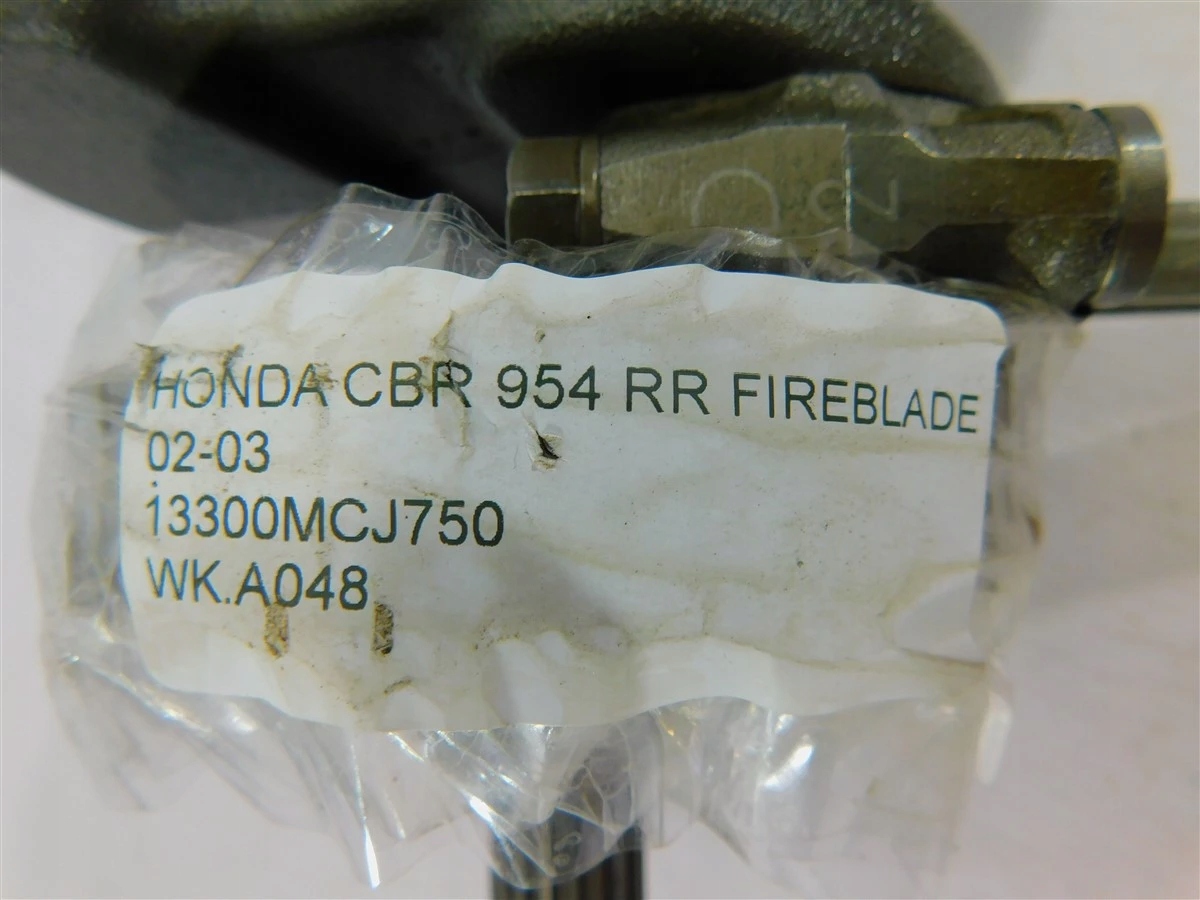 HONDA CBR 954 RR FIREBLADE
02-03
13300MCJ750
WK.A048